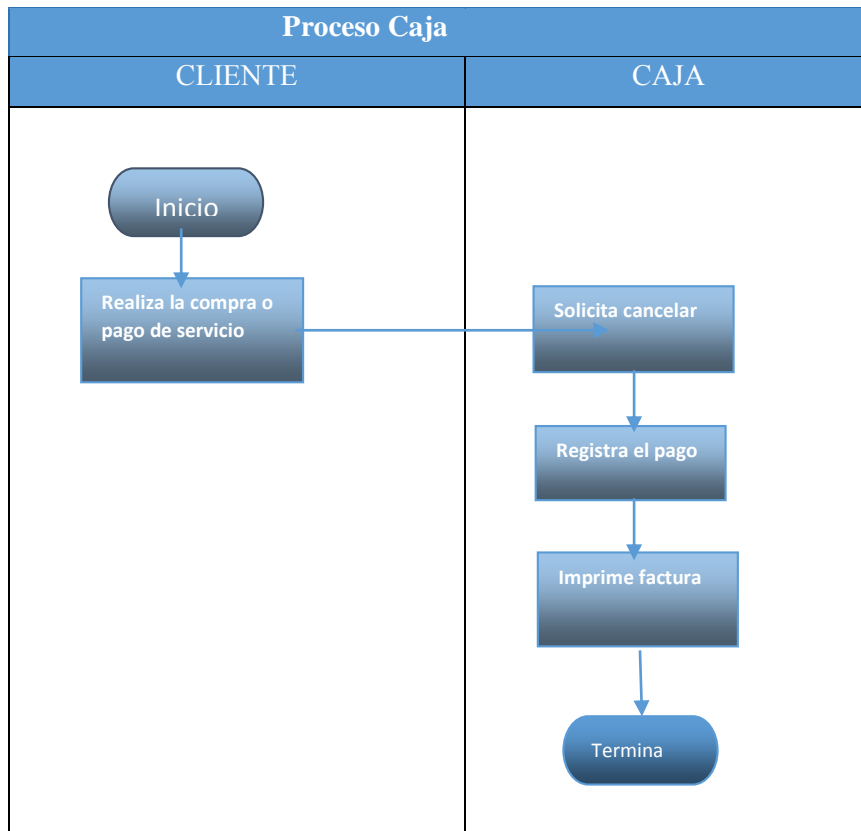 Proceso Caja
CLIENTE
CAJA
Inicio
Realiza la compra o
pago de servicio
Solicita cancelar
Registra el pago
Imprime factura
Termina